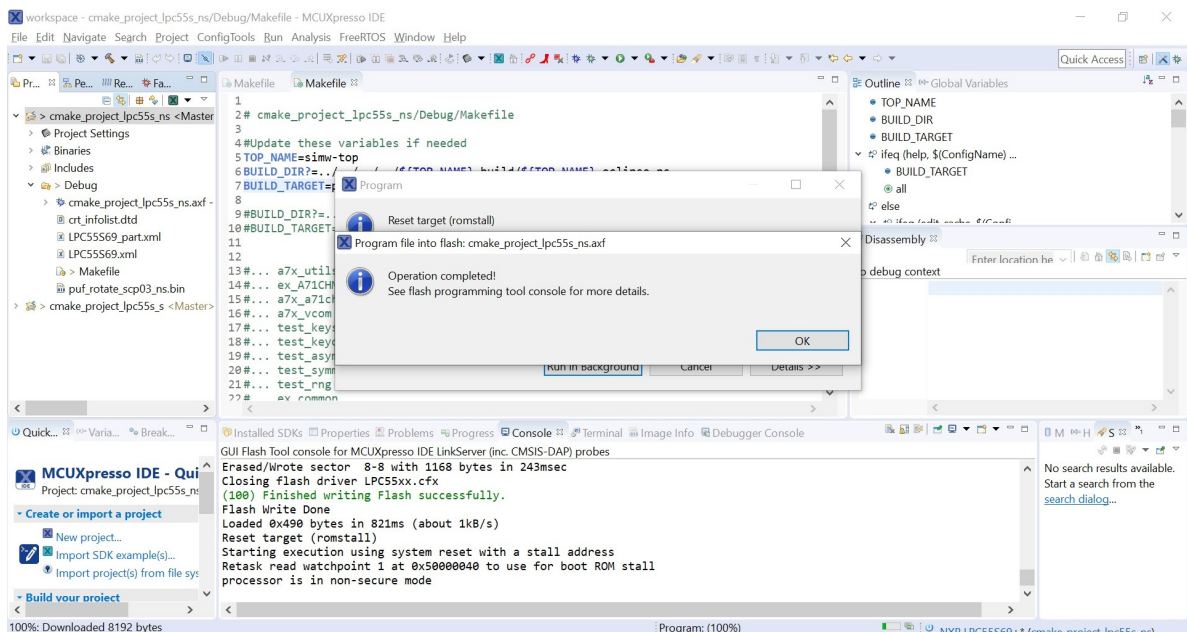 workspace - cmake_project_lpc55s_ns/Debug/Makefile - MCUXpresso IDE
File Edit Navigate Search Project ConfigTools Run Analysis FreeRTOS Window Help
Quick Access
Pr... Pe... Re... Fa...
> cmake_project_lpc55s_ns <Master
Project Settings
Binaries
Includes
> Debug
cmake_project_lpc55s_ns.axf -
crt_infolist.dtd
LPC55S69_part.xml
LPC55S69.xml
> Makefile
puf_rotate_scp03_ns.bin
> cmake_project_lpc55s_s <Master>
Makefile Makefile
1
2 # cmake_project_lpc55s_ns/Debug/Makefile
3
4 #Update these variables if needed
5 TOP_NAME=simw-top
6 BUILD_DIR?=../
7 BUILD_TARGET=p
8
9 #BUILD_DIR?=..
10 #BUILD_TARGET=
11
12
13 #... a7x_utils
14 #... ex_A71CH
15 #... a7x_a71ch
16 #... a7x_vcom
17 #... test_keys
18 #... test_keyc
19 #... test_asym
20 #... test_symm
21 #... test_rng
22 # ex_common
Program
Reset target (romstall)
Program file into flash: cmake_project_lpc55s_ns.axf
Operation completed!
See flash programming tool console for more details.
OK
Run in Background Cancel Details >>
Outline Global Variables
TOP_NAME
BUILD_DIR
BUILD_TARGET
ifeq (help, $(ConfigName) ...
BUILD_TARGET
all
else
Disassembly
Enter location he
debug context
Quick... Varia... Break...
MCUXpresso IDE - Qui
Project: cmake_project_lpc55s_ns
Create or import a project
New project...
Import SDK example(s)...
Import project(s) from file sys
Build your project
Installed SDKs Properties Problems Progress Console Terminal Image Info Debugger Console
GUI Flash Tool console for MCUXpresso IDE LinkServer (inc. CMSIS-DAP) probes
Erased/Wrote sector 8-8 with 1168 bytes in 243msec
Closing flash driver LPC55xx.cfx
(100) Finished writing Flash successfully.
Flash Write Done
Loaded 0x490 bytes in 821ms (about 1kB/s)
Reset target (romstall)
Starting execution using system reset with a stall address
Retask read watchpoint 1 at 0x50000040 to use for boot ROM stall
processor is in non-secure mode
M H S
No search results available.
Start a search from the
search dialog...
100%: Downloaded 8192 bytes
Program: (100%)